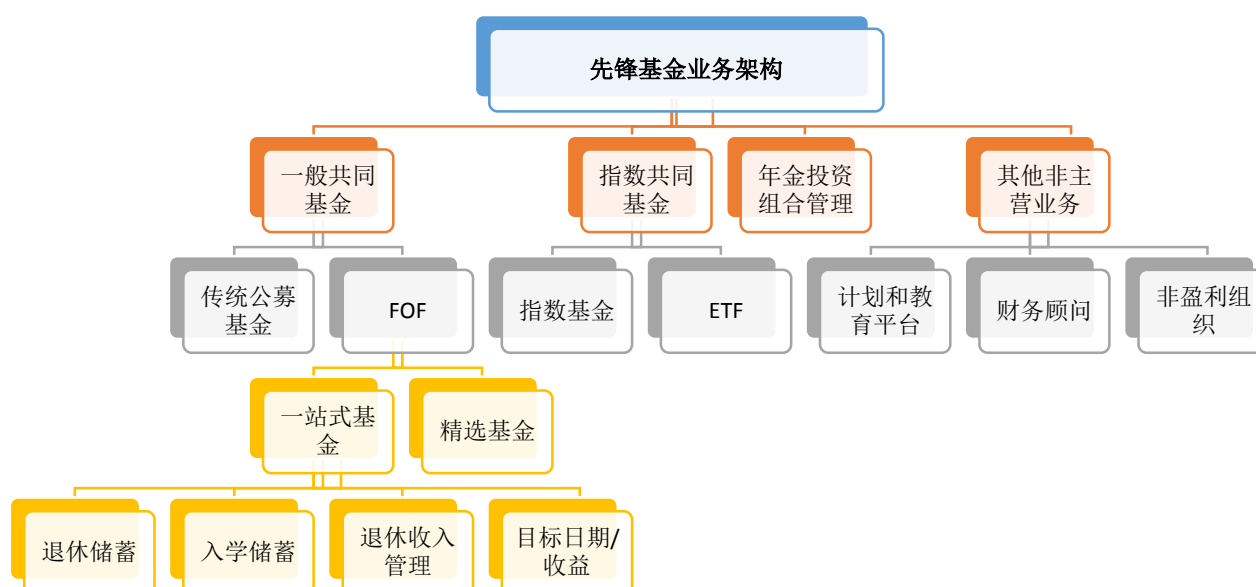 先锋基金业务架构
一般共同
基金
指数共同
基金
年金投资
组合管理
其他非主
营业务
传统公募
基金
FOF
指数基金
ETF
计划和教
育平台
财务顾问
非盈利组
织
一站式基
金
精选基金
退休储蓄
入学储蓄
退休收入
管理
目标日期/
收益